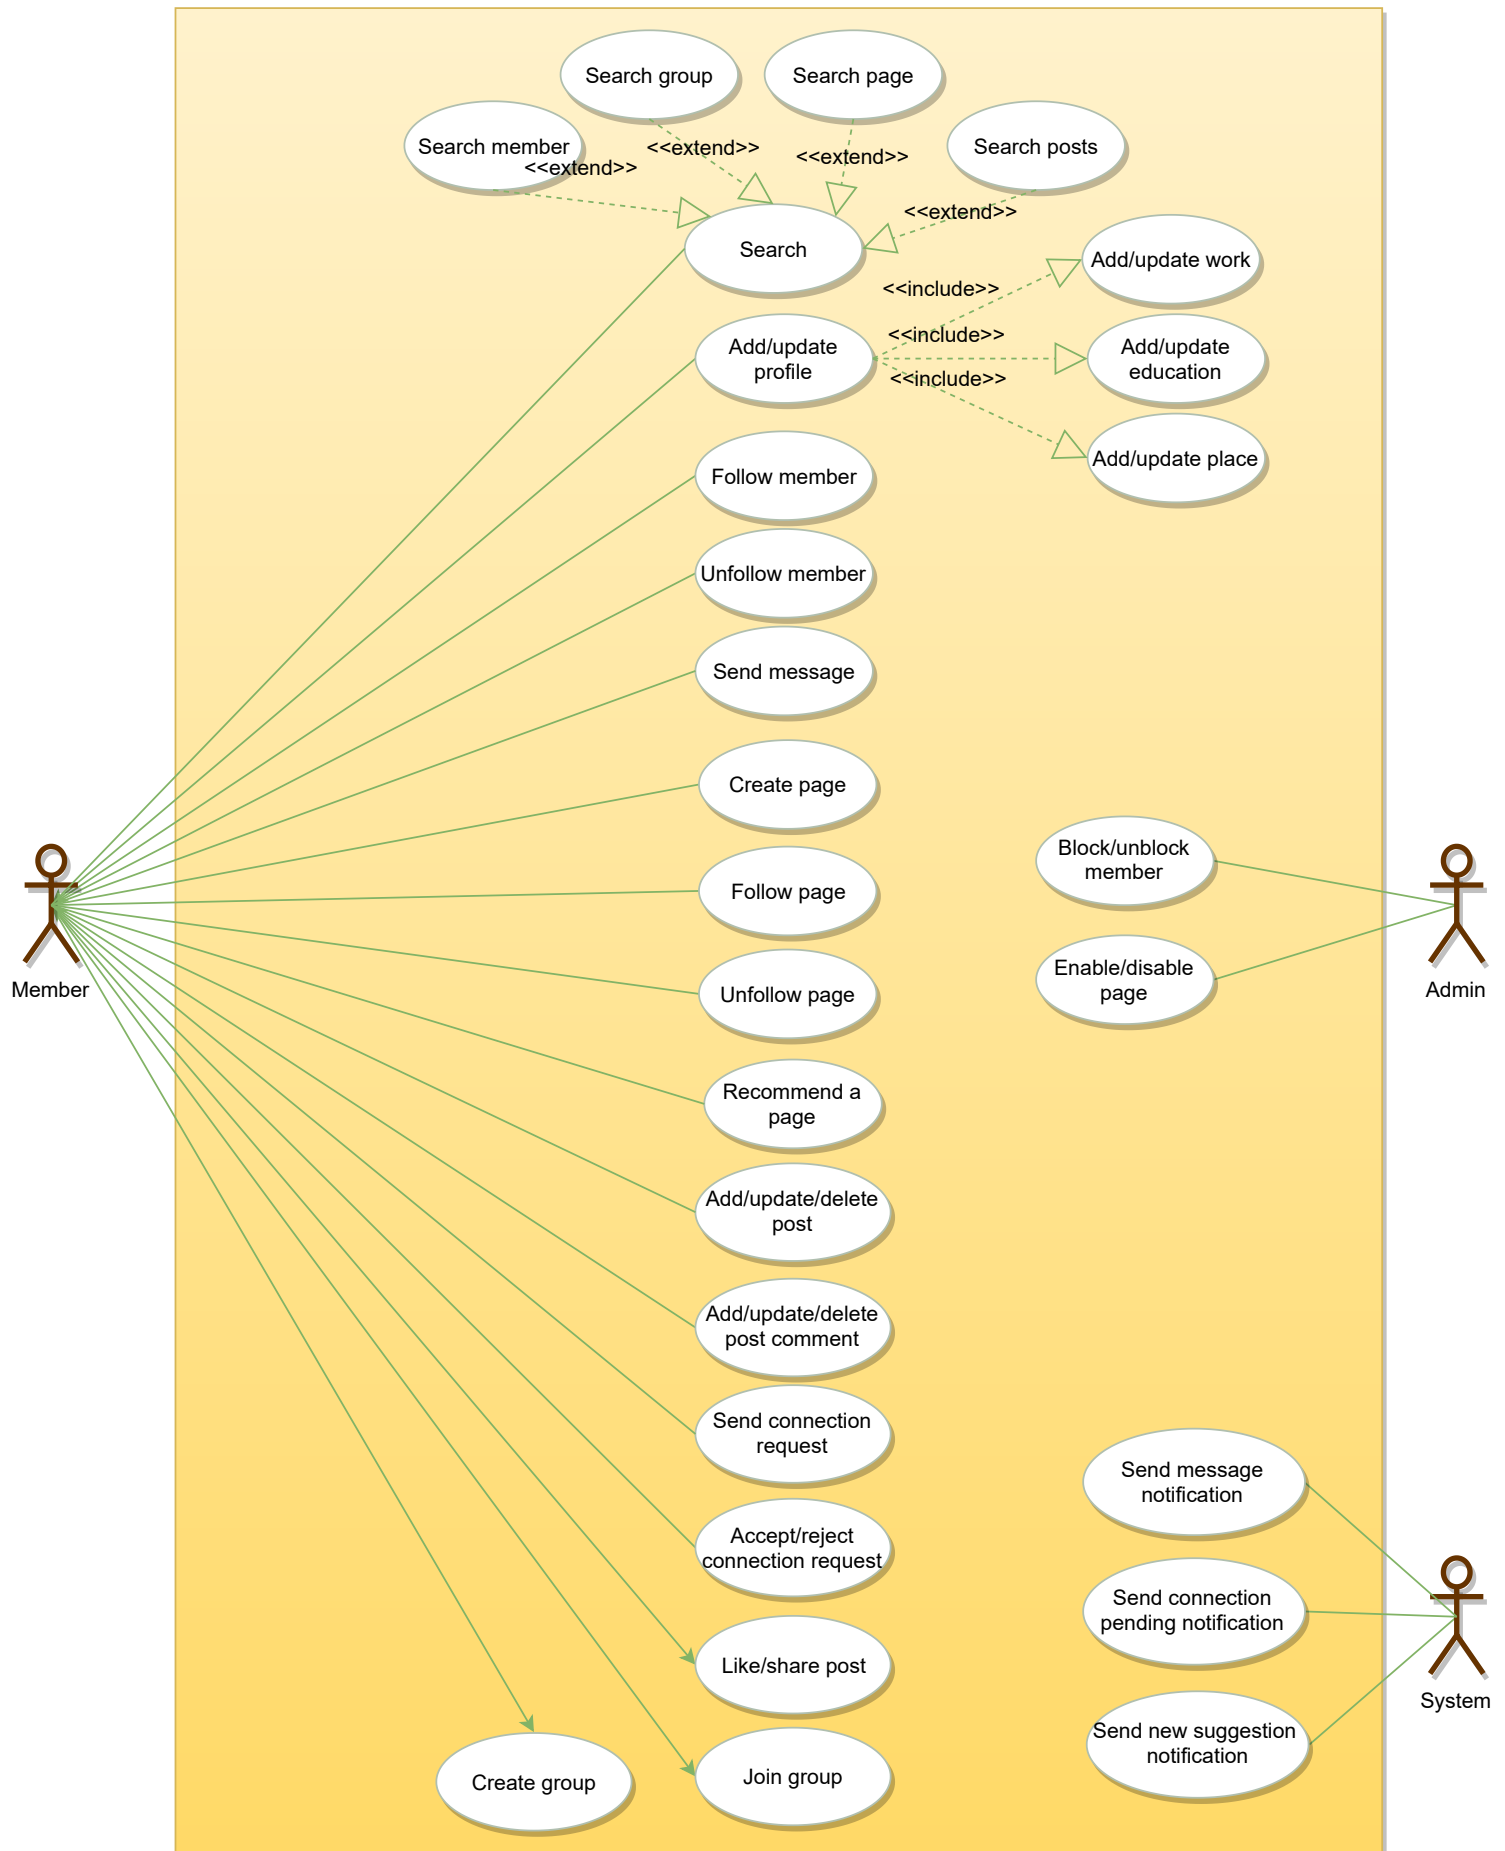 Search group
Search page
Search member
Search posts
<<extend>>
<<extend>>
<<extend>>
<<extend>>
Search
Add/update work
<<include>>
<<include>>
<<include>>
Add/update
profile
Add/update
education
Add/update place
Follow member
Unfollow member
Send message
Create page
Follow page
Unfollow page
Recommend a
page
Add/update/delete
post
Add/update/delete
post comment
Send connection
request
Accept/reject
connection request
Like/share post
Join group
Create group
Member
Block/unblock
member
Enable/disable
page
Admin
Send message
notification
Send connection
pending notification
Send new suggestion
notification
System